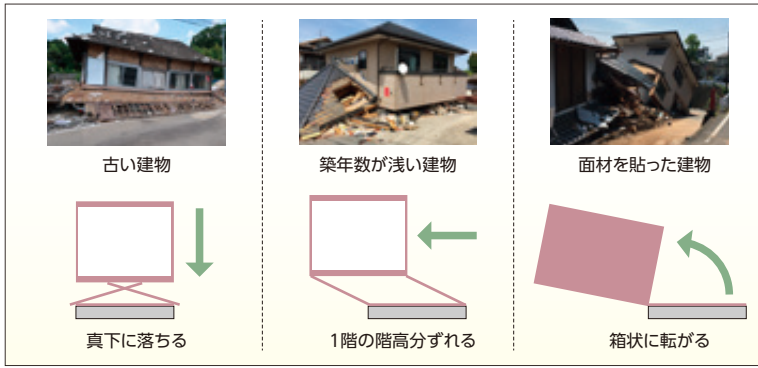 古い建物
築年数が浅い建物
面材を貼った建物
真下に落ちる
1階の階高分ずれる
箱状に転がる